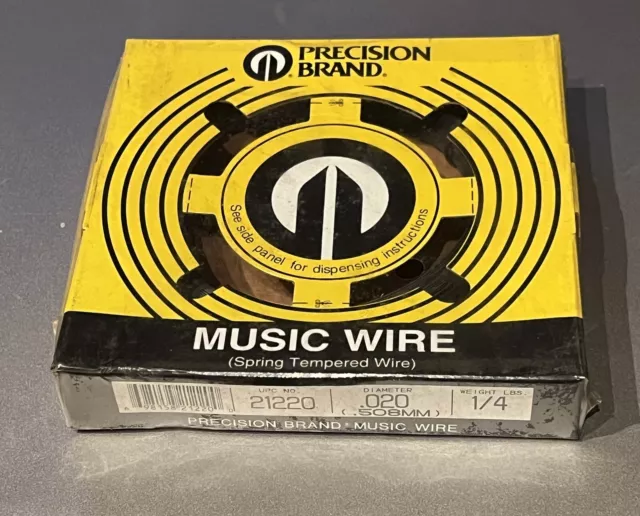 PRECISION
BRAND®
See side panel for dispensing instructions
MUSIC WIRE
(Spring Tempered Wire)
UPC NO.
21220
DIAMETER
.020
(.508MM)
WEIGHT LBS.
1/4
PRECISION BRAND® MUSIC WIRE